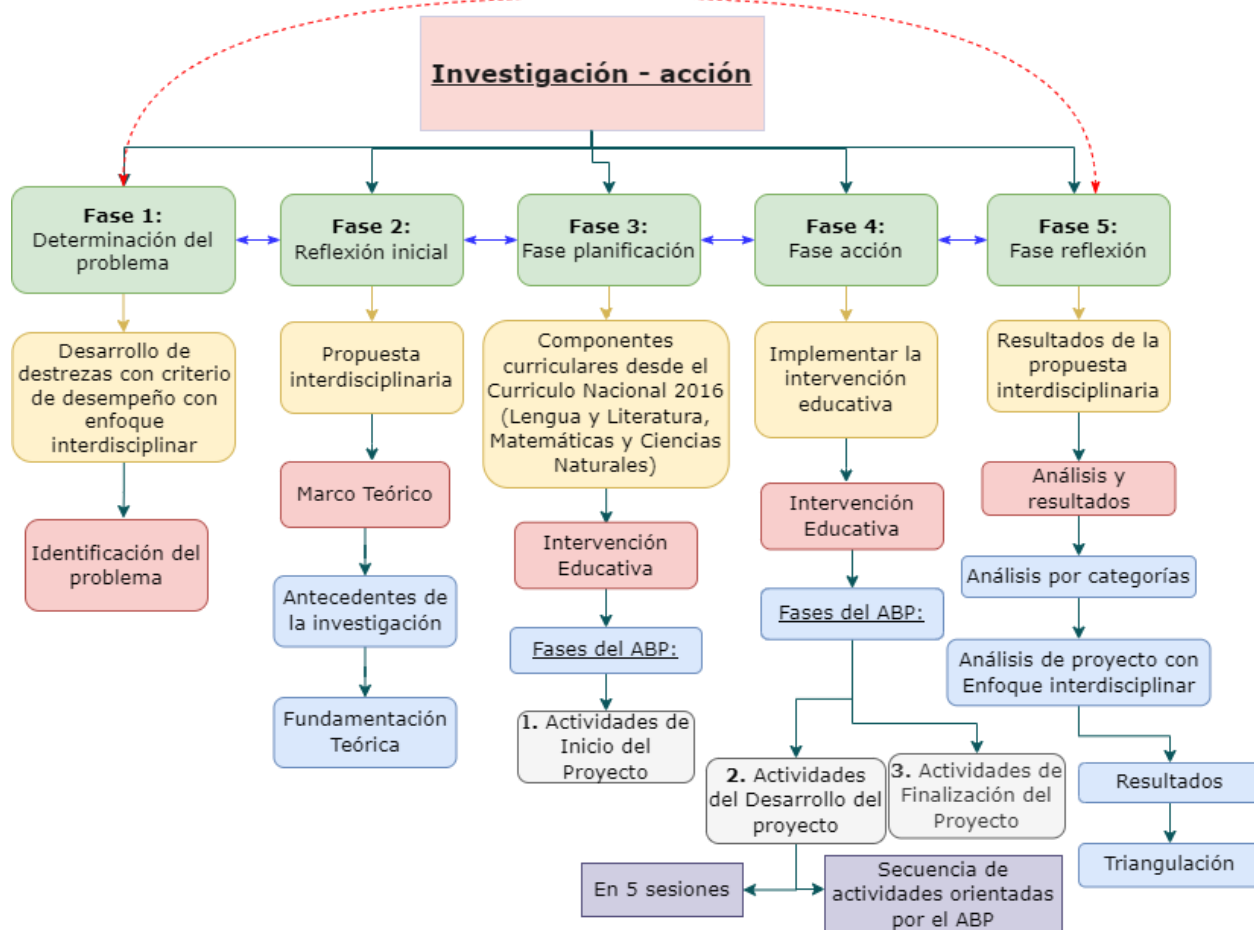 Investigación - acción
Fase 1:
Determinación del
problema
Fase 2:
Reflexión inicial
Fase 3:
Fase planificación
Fase 4:
Fase acción
Fase 5:
Fase reflexión
Desarrollo de
destrezas con criterio
de desempeño con
enfoque
interdisciplinar
Propuesta
interdisciplinaria
Componentes
curriculares desde el
Curriculo Nacional 2016
(Lengua y Literatura,
Matemáticas y Ciencias
Naturales)
Implementar la
intervención
educativa
Resultados de la
propuesta
interdisciplinaria
Identificación del
problema
Marco Teórico
Intervención
Educativa
Intervención
Educativa
Análisis y
resultados
Antecedentes de
la investigación
Fases del ABP:
Fases del ABP:
Análisis por categorías
Fundamentación
Teórica
1. Actividades de
Inicio del
Proyecto
2. Actividades
del Desarrollo del
proyecto
3. Actividades de
Finalización del
Proyecto
Análisis de proyecto con
Enfoque interdisciplinar
Resultados
Triangulación
En 5 sesiones
Secuencia de
actividades orientadas
por el ABP